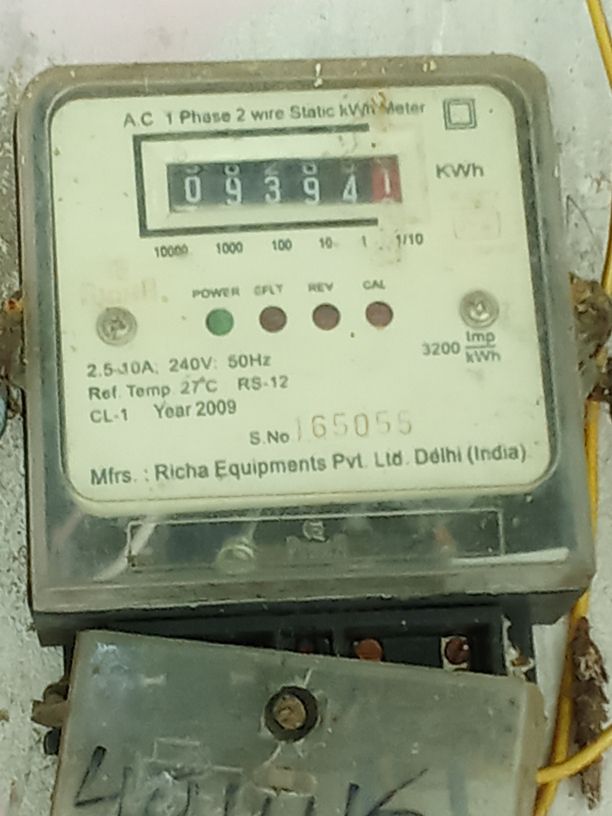 A.C 1 Phase 2 wire Static kWh Meter
0 9 3 9 4 1 KWh
10000 1000 100 10 1 1/10
POWER EFLT REV CAL
3200 Imp/kWh
2.5-10A; 240V; 50Hz
Ref. Temp. 27°C RS-12
CL-1 Year 2009
S.No 165055
Mfrs. : Richa Equipments Pvt. Ltd. Delhi (India)